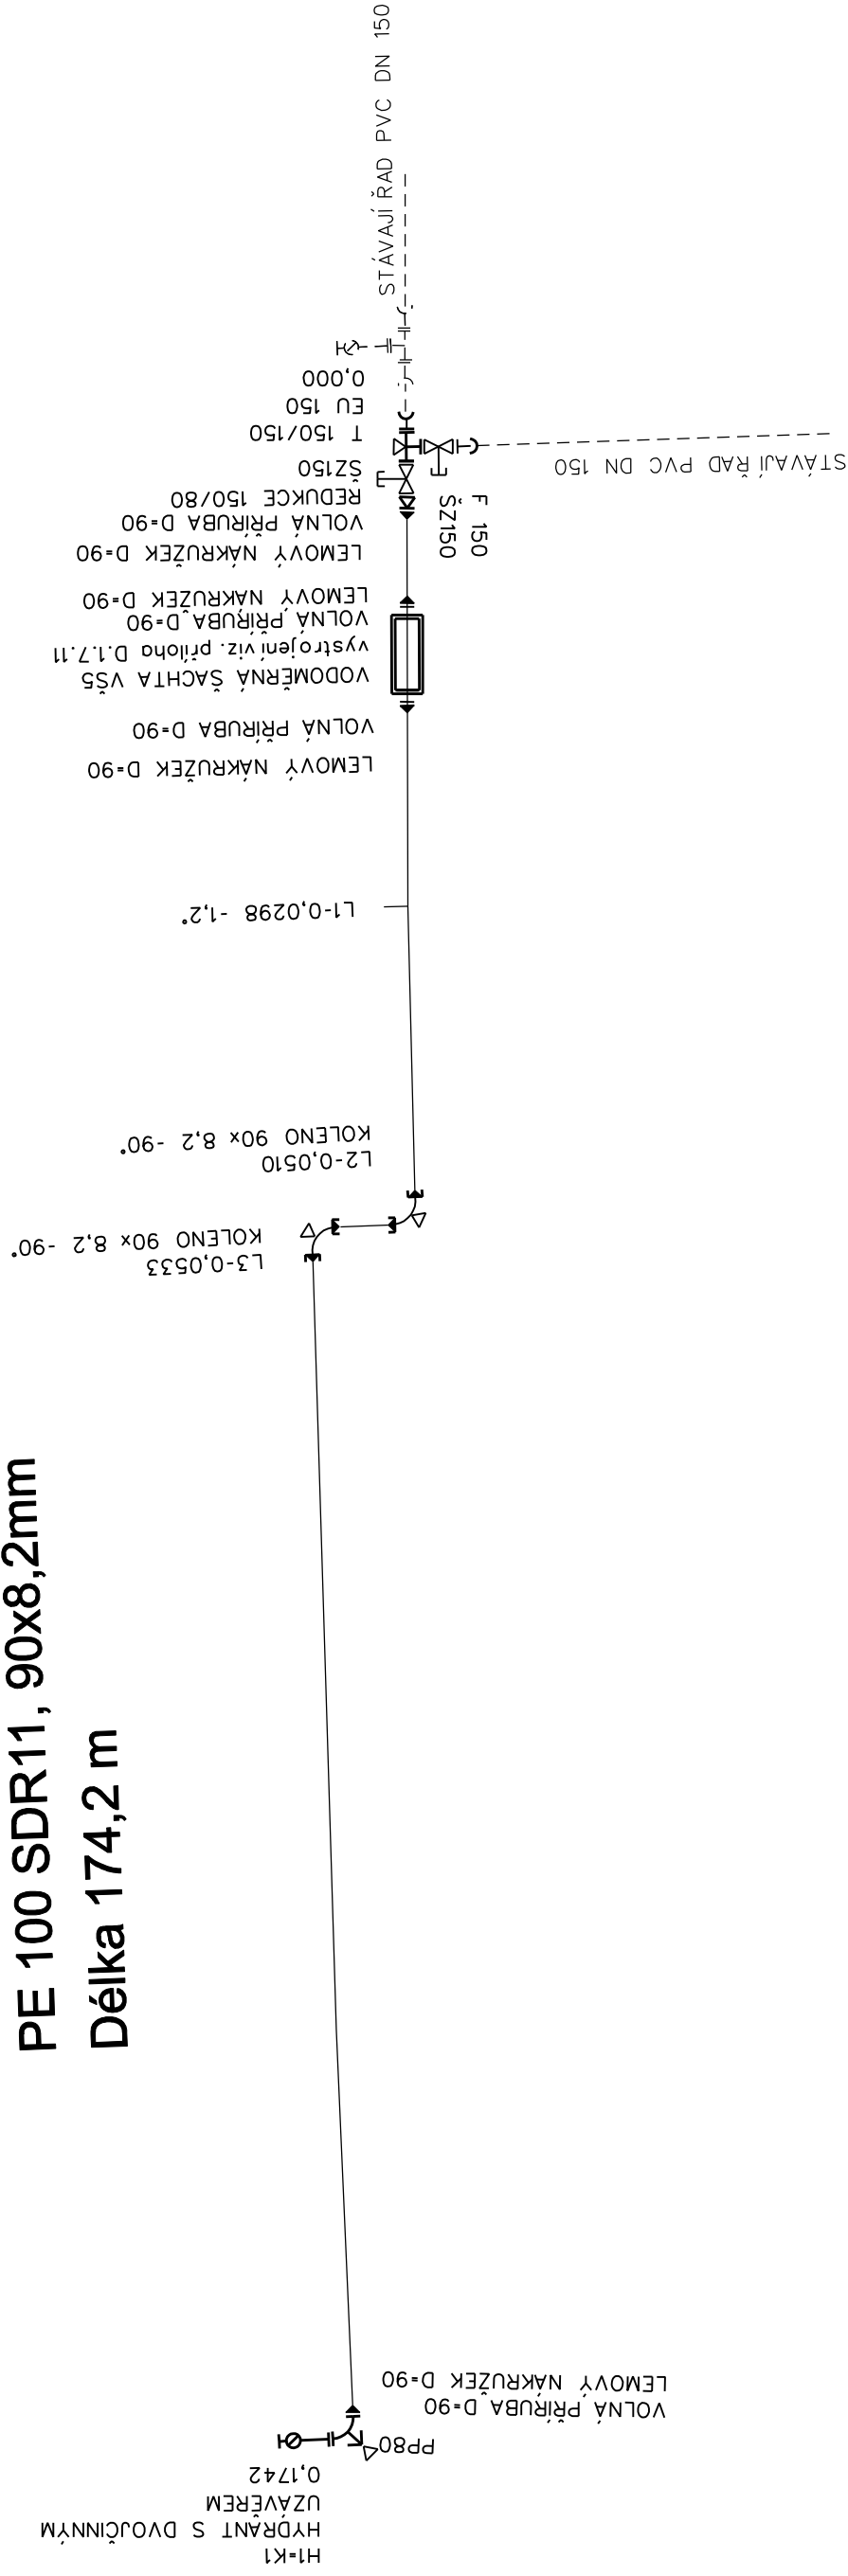 STÁVAJÍ ŘAD PVC DN 150
0,000
EU 150
T 150/150
ŠZ150
REDUKCE 150/80
VOLNÁ PŘÍRUBA D=90
LEMOVÝ NÁKRUŽEK D=90
F 150
ŠZ150
STÁVAJÍ ŘAD PVC DN 150
LEMOVÝ NÁKRUŽEK D=90
VOLNÁ PŘÍRUBA D=90
vystrojení viz. příloha D.1.7.11
VODOMĚRNÁ ŠACHTA VŠ5
VOLNÁ PŘÍRUBA D=90
LEMOVÝ NÁKRUŽEK D=90
L1-0,0298 -1,2°
KOLENO 90x 8,2 -90°
L2-0,0510
KOLENO 90x 8,2 -90°
L3-0,0533
PE 100 SDR11, 90x8,2mm
Délka 174,2 m
LEMOVÝ NÁKRUŽEK D=90
VOLNÁ PŘÍRUBA D=90
PP80
0,1742
H1=K1
HYDRANT S DVOJČINNÝM
UZÁVĚREM